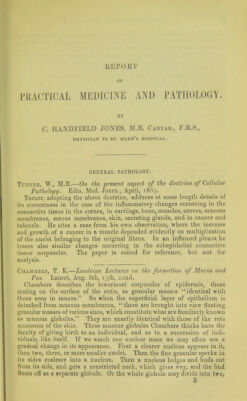 REPORT
ON
PRACTICAL MEDICINE AND PATHOLOGY.
BY
C. HANDFIELD JONES, M.B. CANTAB., F.R.S.,
PHYSICIAN TO ST. MARY'S HOSPITAL.
GENERAL PATHOLOGY.
TURNER, W., M.B.—On the present aspect of the doctrine of Cellular
Pathology. Edin. Med. Journ., April, 1863.
Turner, adopting the above doctrine, adduces at some length details of
its correctness in the case of the inflammatory changes occurring in the
connective tissue in the cornea, in cartilage, bone, muscles, nerves, mucous
membranes, serous membranes, skin, secreting glands, and in cancer and
tubercle. He cites a case from his own observation, where the increase
and growth of a cancer in a muscle depended evidently on multiplication
of the nuclei belonging to the original fibres. In an inflamed pleura he
traces also similar changes occurring in the subepithelial connective
tissue corpuscles. The paper is suited for reference, but not for
analysis.
CHAMBERS, T. K.—Lumleian Lectures on the formation of Mucus and
Pus. Lancet, Aug. 8th, 15th, 22nd.
Chambers describes the lowermost corpuscles of epidermis, those
resting on the surface of the cutis, as granular masses "identical with
those seen in mucus." So when the superficial layer of epithelium is
detached from mucous membranes, "there are brought into view floating
granular masses of various sizes, which constitute what are familiarly known
as mucous globules." They are exactly identical with those of the rete
mucosum of the skin. These mucous globules Chambers thinks have the
faculty of giving birth to an individual, and so to a succession of indi-
viduals, like itself. If we watch one nuclear mass we may often see a
gradual change in its appearance. First a clearer nucleus appears in it,
then two, three, or more smaller nuclei. Then the fine granular specks in
its sides coalesce into a nucleus. Then a nucleus bulges and lends out
from its side, and gets a constricted neck, which gives way, and the bud
floats off as a separate globule. Or the whole globule may divide into two,
3